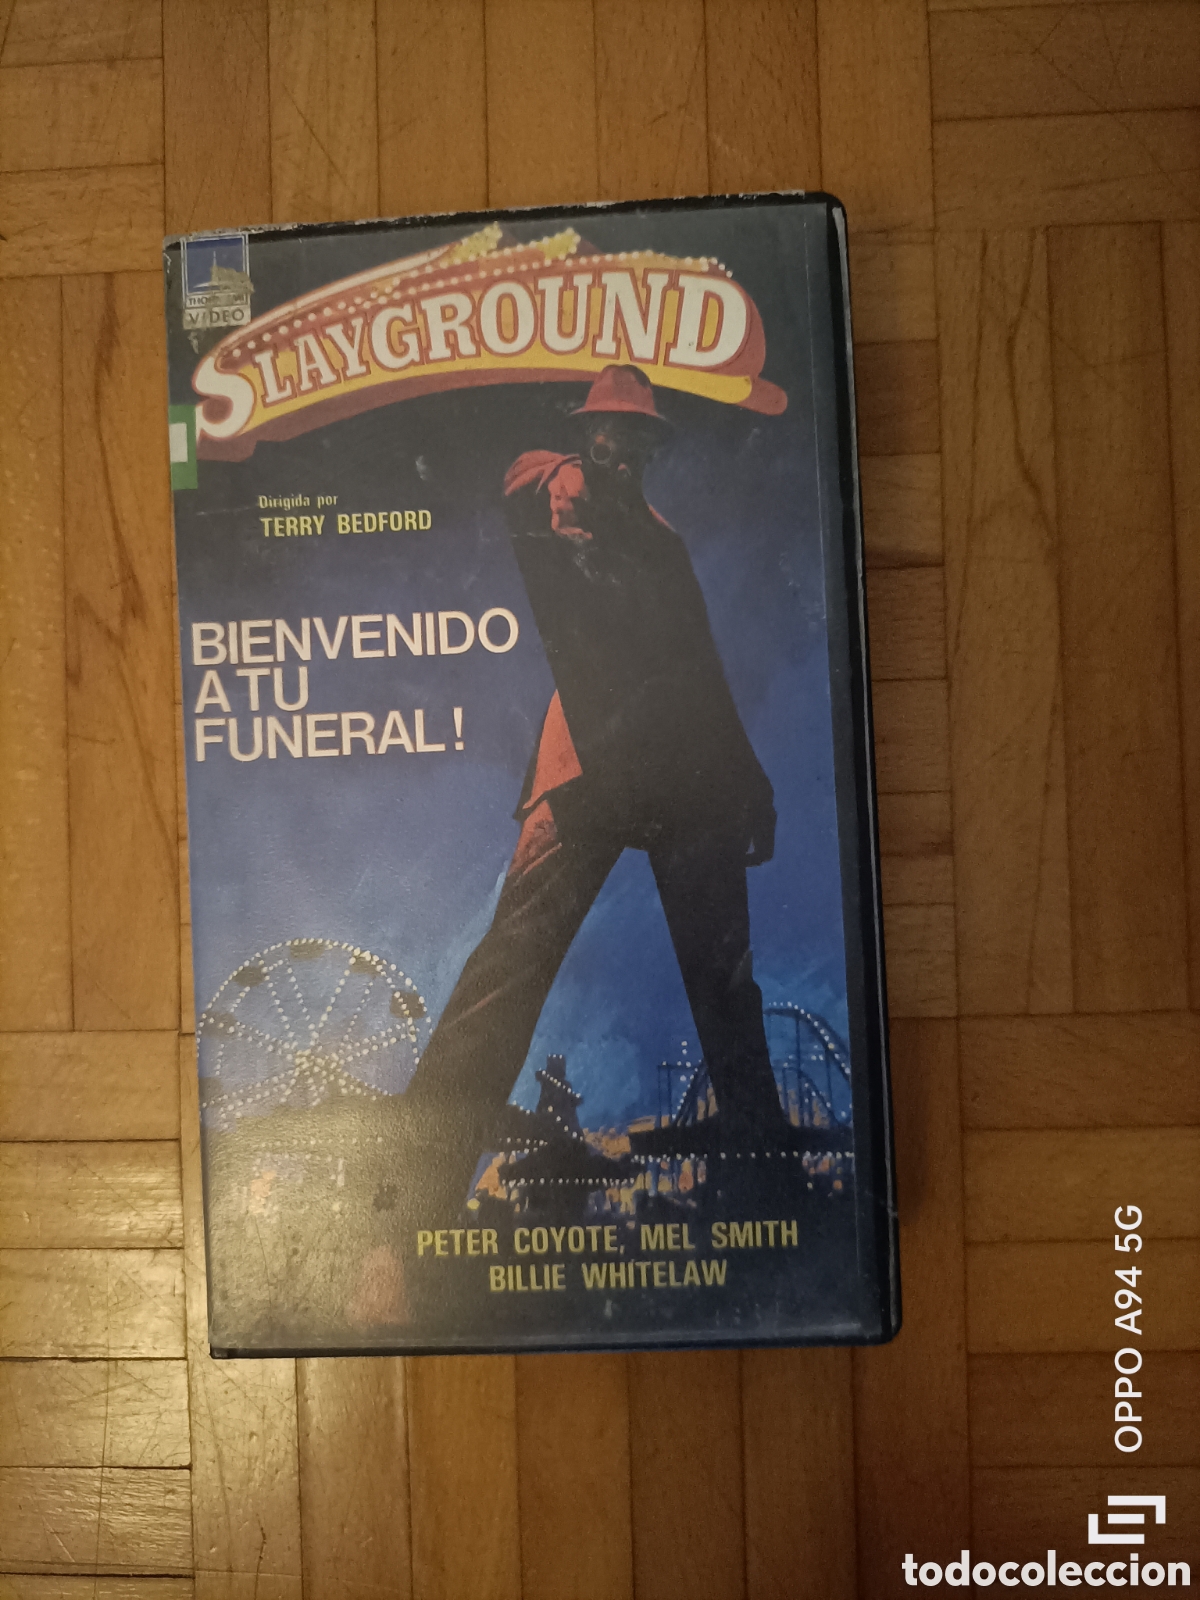 VIDEO
SLAYGROUND
Dirigida por
TERRY BEDFORD
BIENVENIDO
A TU
FUNERAL!
PETER COYOTE, MEL SMITH
BILLIE WHITELAW
OPPO A94 5G
todocoleccion